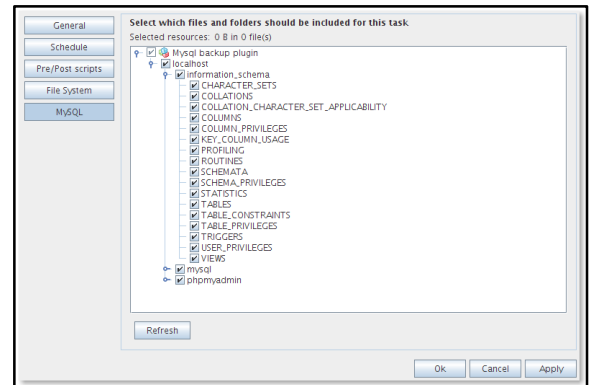 General
Schedule
Pre/Post scripts
File System
MySQL
Select which files and folders should be included for this task.
Selected resources: 0 B in 0 file(s)
Mysql backup plugin
localhost
information_schema
CHARACTER_SETS
COLLATIONS
COLLATION_CHARACTER_SET_APPLICABILITY
COLUMNS
COLUMN_PRIVILEGES
KEY_COLUMN_USAGE
PROFILING
ROUTINES
SCHEMATA
SCHEMA_PRIVILEGES
STATISTICS
TABLES
TABLE_CONSTRAINTS
TABLE_PRIVILEGES
TRIGGERS
USER_PRIVILEGES
VIEWS
mysql
phpmyadmin
Refresh
Ok Cancel Apply